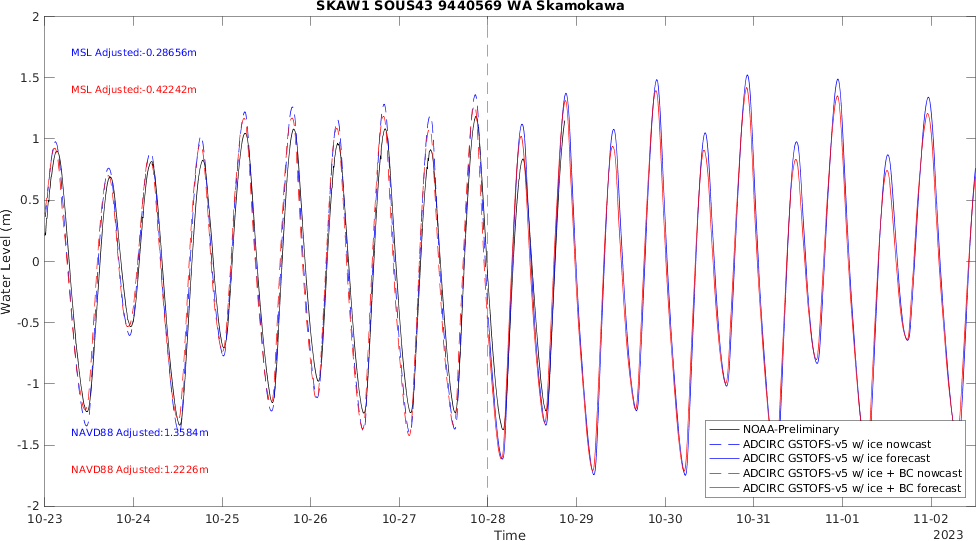 SKAW1 SOUS43 9440569 WA Skamokawa
2
1.5
1
0.5
0
-0.5
-1
-1.5
-2
Water Level (m)
MSL Adjusted:-0.28656m
MSL Adjusted:-0.42242m
NAVD88 Adjusted:1.3584m
NAVD88 Adjusted:1.2226m
NOAA-Preliminary
ADCIRC GSTOFS-v5 w/ ice nowcast
ADCIRC GSTOFS-v5 w/ ice forecast
ADCIRC GSTOFS-v5 w/ ice + BC nowcast
ADCIRC GSTOFS-v5 w/ ice + BC forecast
10-23 10-24 10-25 10-26 10-27 10-28 10-29 10-30 10-31 11-01 11-02
Time
2023